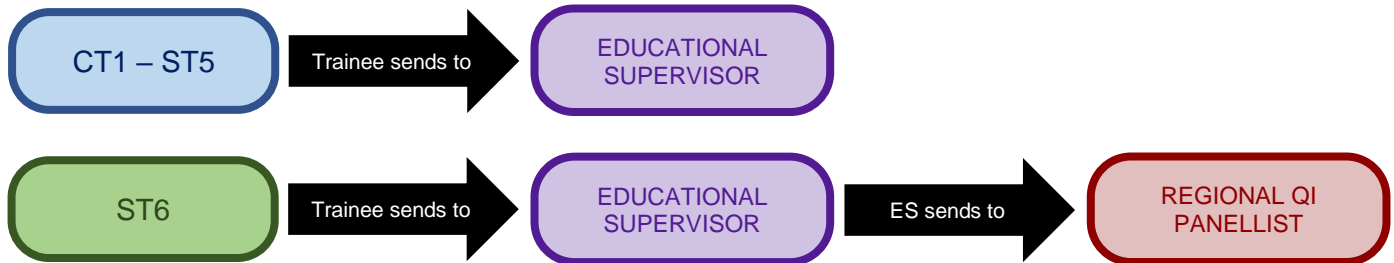 CT1 – ST5
Trainee sends to
EDUCATIONAL
SUPERVISOR
ST6
Trainee sends to
EDUCATIONAL
SUPERVISOR
ES sends to
REGIONAL QI
PANELLIST